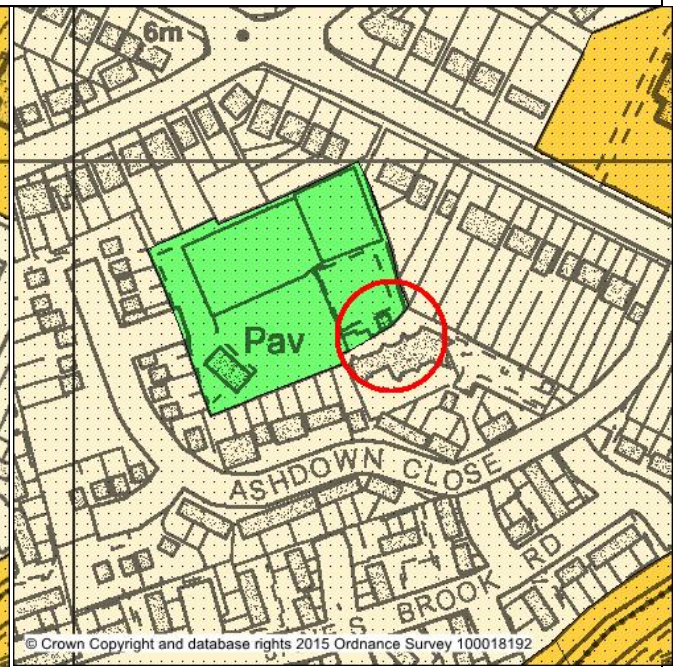 6m
Pav
ASHDOWN CLOSE
BROOK RD
© Crown Copyright and database rights 2015 Ordnance Survey 100018192